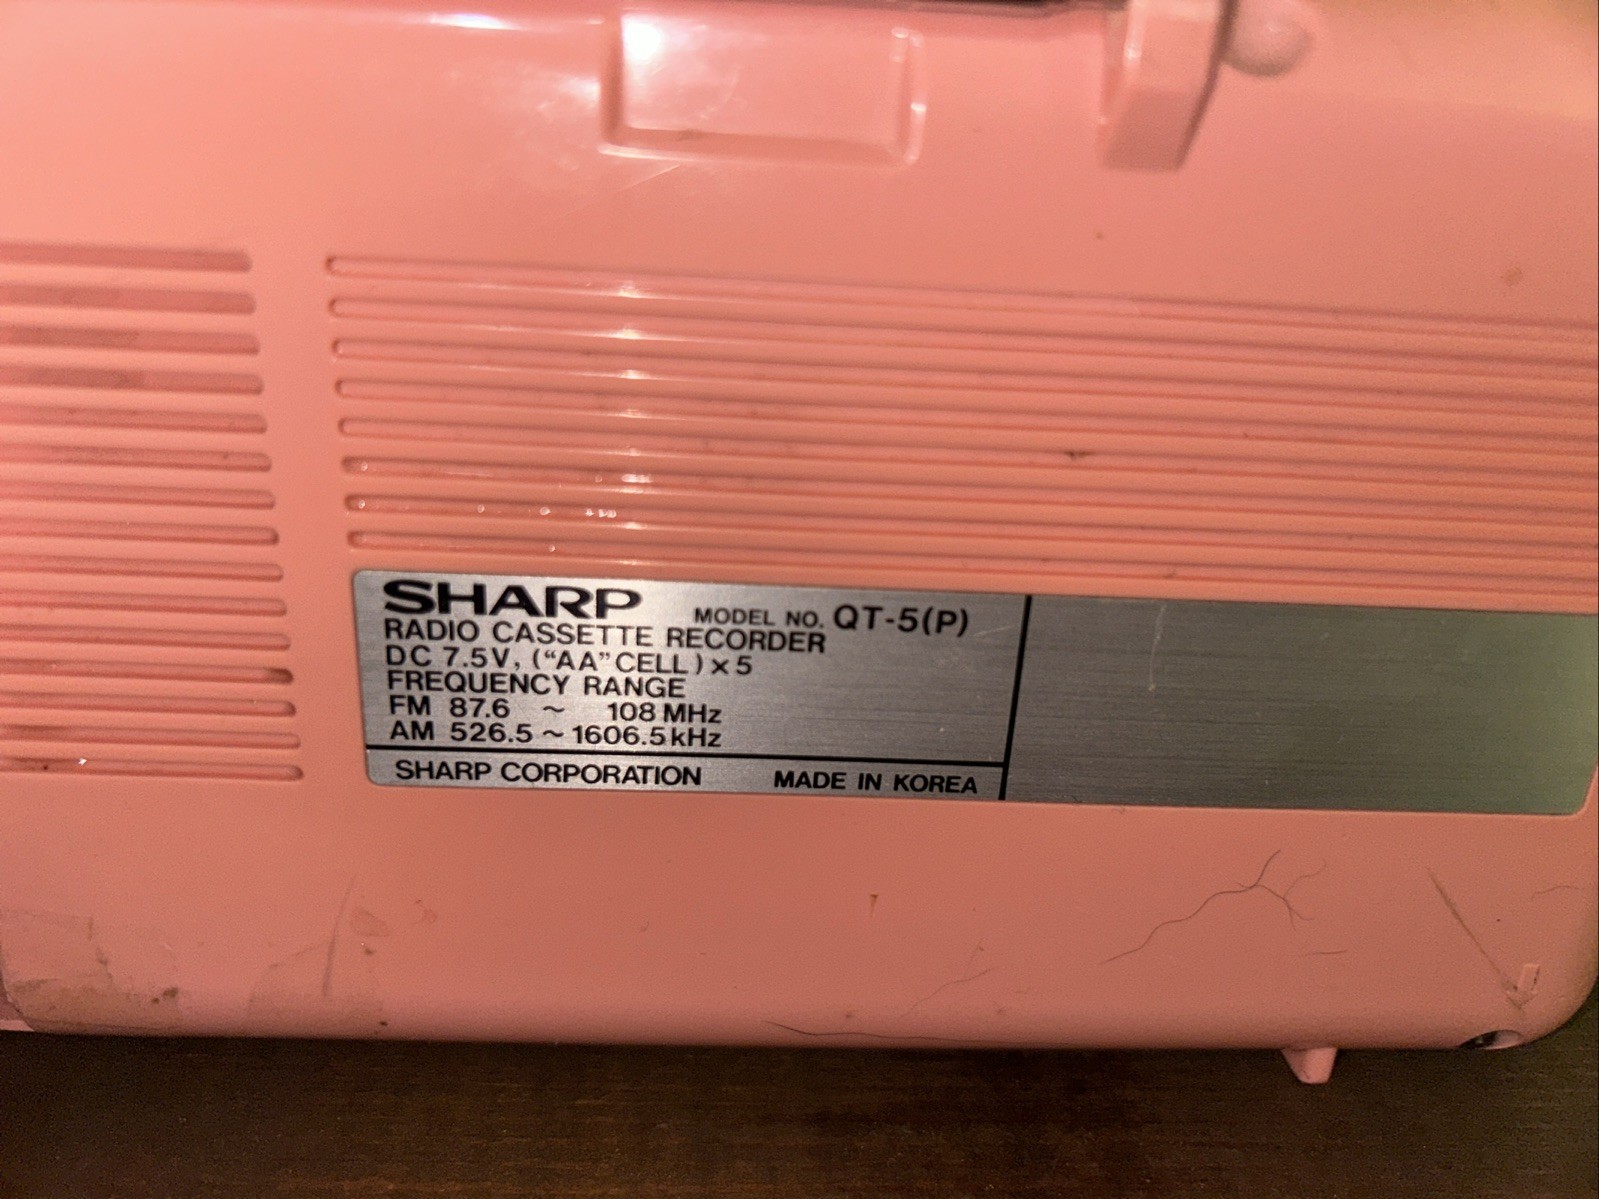 SHARP MODEL NO. QT-5(P)
RADIO CASSETTE RECORDER
DC 7.5V, ("AA" CELL) × 5
FREQUENCY RANGE
FM 87.6 ~ 108 MHz
AM 526.5 ~ 1606.5 kHz
SHARP CORPORATION MADE IN KOREA